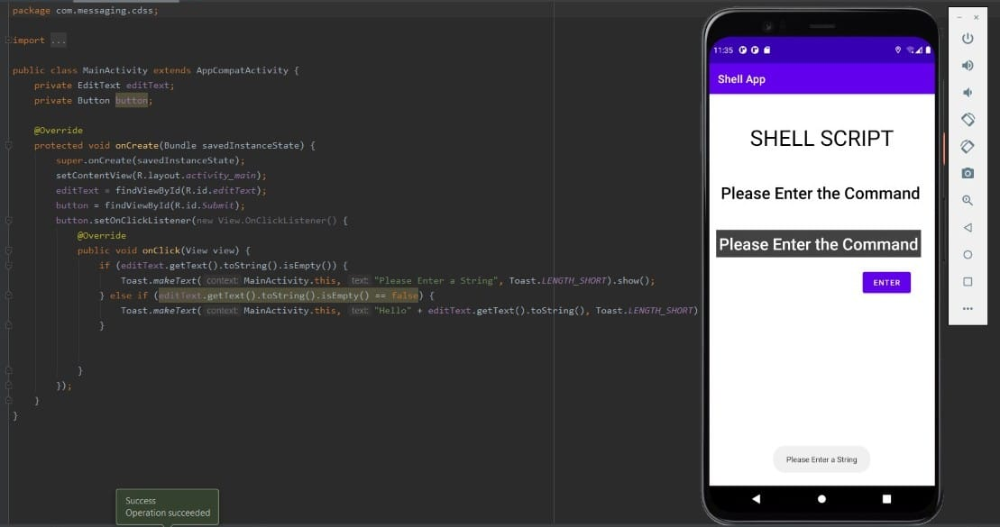 package com.messaging.cdss;
import ...
public class MainActivity extends AppCompatActivity {
private EditText editText;
private Button button;
@Override
protected void onCreate(Bundle savedInstanceState) {
super.onCreate(savedInstanceState);
setContentView(R.layout.activity_main);
editText = findViewById(R.id.editText);
button = findViewById(R.id.Submit);
button.setOnClickListener(new View.OnClickListener() {
@Override
public void onClick(View view) {
if (editText.getText().toString().isEmpty()) {
Toast.makeText( context: MainActivity.this, text: "Please Enter a String", Toast.LENGTH_SHORT).show();
} else if (editText.getText().toString().isEmpty() == false) {
Toast.makeText( context: MainActivity.this, text: "Hello" + editText.getText().toString(), Toast.LENGTH_SHORT)
}
}
});
}
}
Success
Operation succeeded
11:35
Shell App
SHELL SCRIPT
Please Enter the Command
Please Enter the Command
ENTER
Please Enter a String